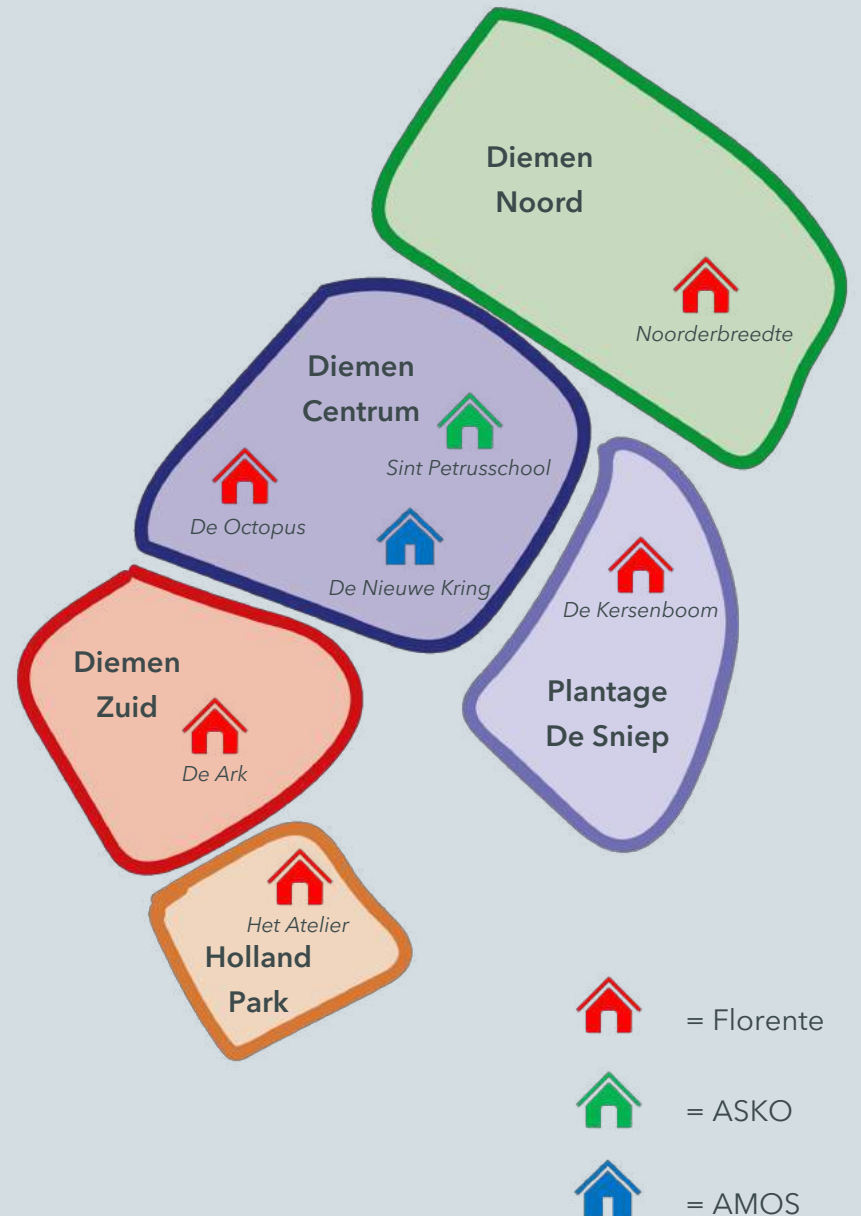 Diemen
Noord
Noorderbreedte
Diemen
Centrum
Sint Petrusschool
De Octopus
De Nieuwe Kring
De Kersenboom
Plantage
De Sniep
Diemen
Zuid
De Ark
Het Atelier
Holland
Park
= Florente
= ASKO
= AMOS